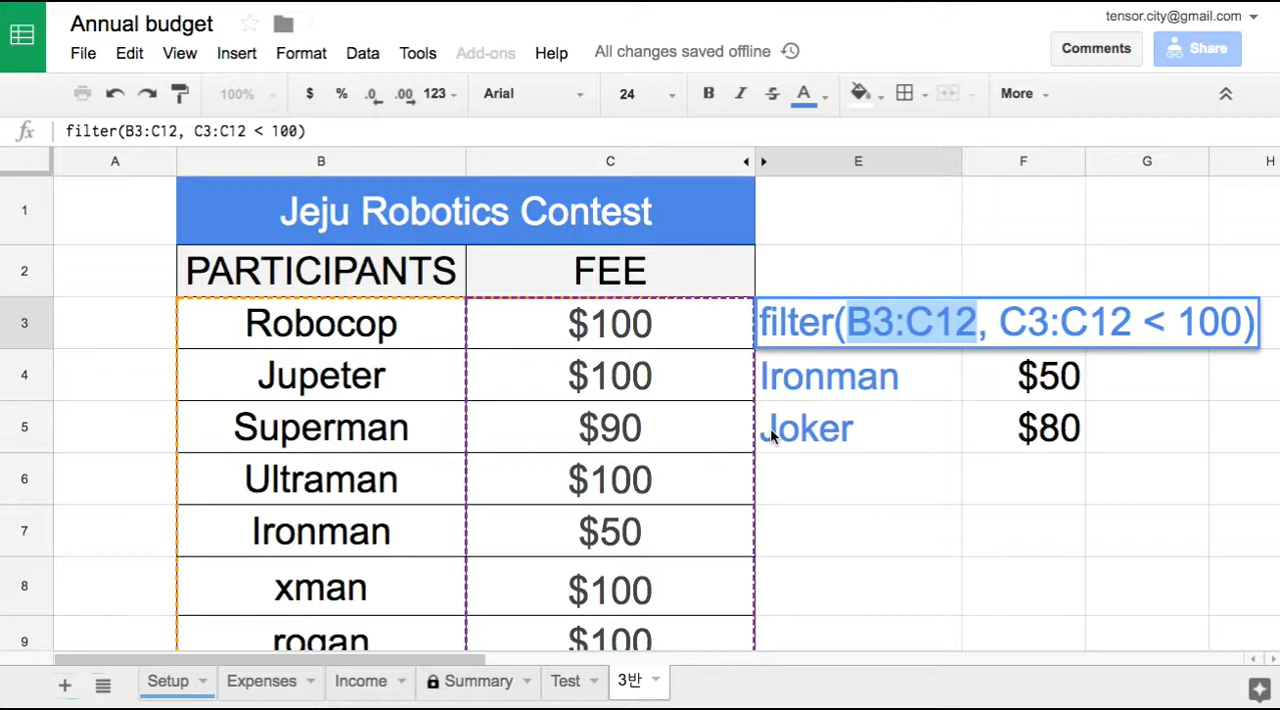 Annual budget
tensor.city@gmail.com
File Edit View Insert Format Data Tools Add-ons Help All changes saved offline
Comments Share
100% $ % .0 .00 123 Arial 24 B I S A More
fx filter(B3:C12, C3:C12 < 100)
A B C E F G H
1 Jeju Robotics Contest
2 PARTICIPANTS FEE
3 Robocop $100 filter(B3:C12, C3:C12 < 100)
4 Jupeter $100 Ironman $50
5 Superman $90 Joker $80
6 Ultraman $100
7 Ironman $50
8 xman $100
9 rogan $100
+ Setup Expenses Income Summary Test 3반